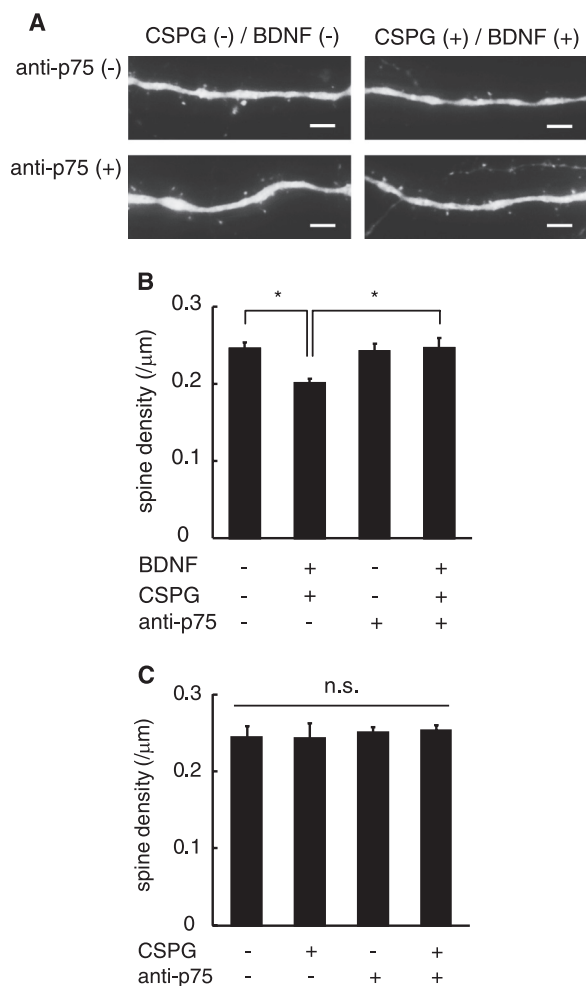 A
CSPG (-) / BDNF (-)
CSPG (+) / BDNF (+)
anti-p75 (-)
anti-p75 (+)
B
0.3
0.2
0.1
0
spine density (/μm)
*
*
BDNF - + - +
CSPG - + - +
anti-p75 - - + +
C
0.3
0.2
0.1
0
spine density (/μm)
n.s.
CSPG - + - +
anti-p75 - - + +